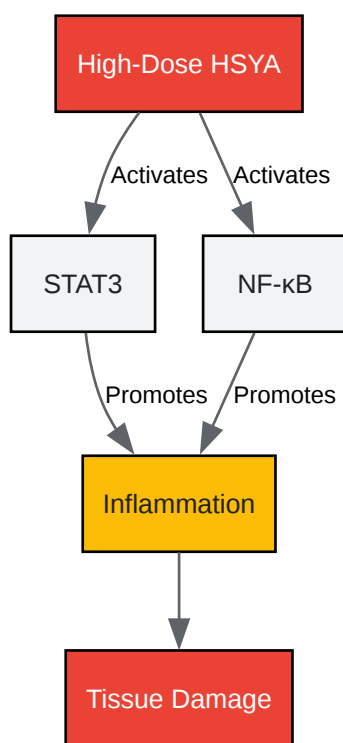 High-Dose HSYA
Activates
Activates
STAT3
NF-κB
Promotes
Promotes
Inflammation
Tissue Damage